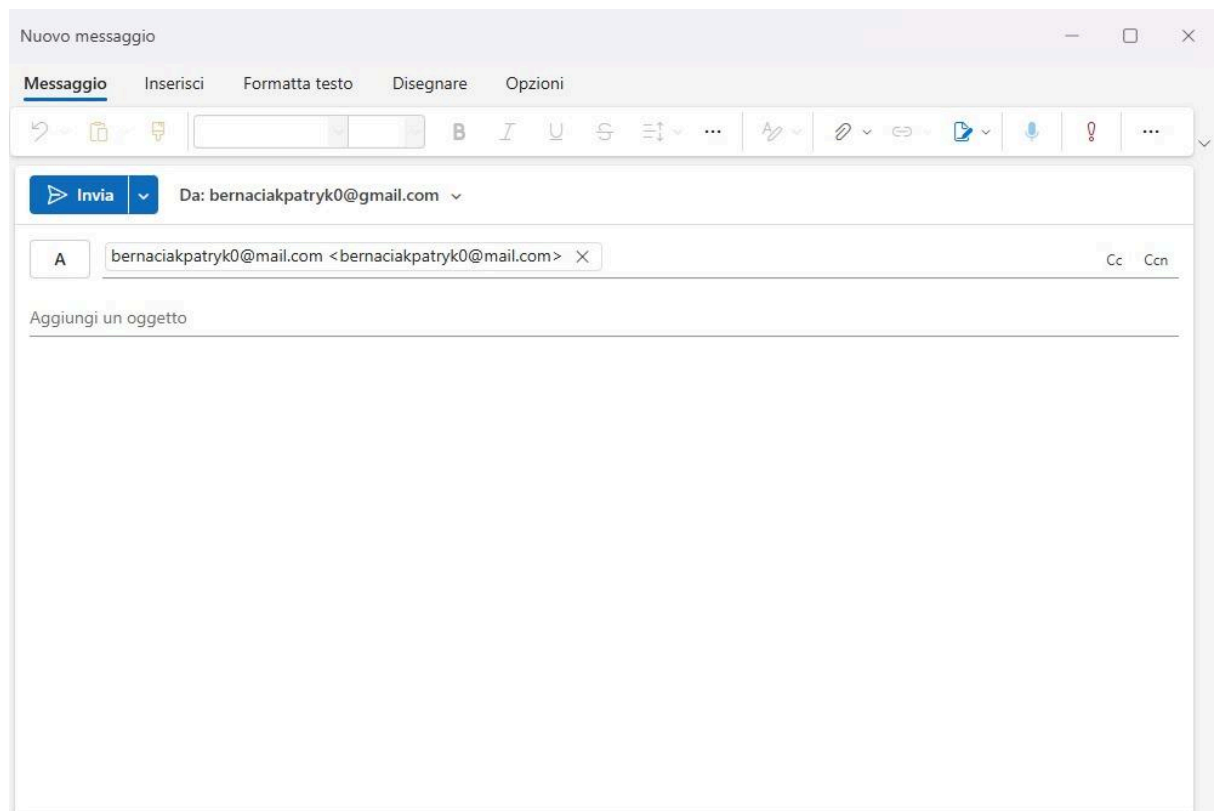 Nuovo messaggio
Messaggio Inserisci Formatta testo Disegnare Opzioni
Invia Da: bernaciakpatryk0@gmail.com
A bernaciakpatryk0@mail.com <bernaciakpatryk0@mail.com> Cc Ccn
Aggiungi un oggetto